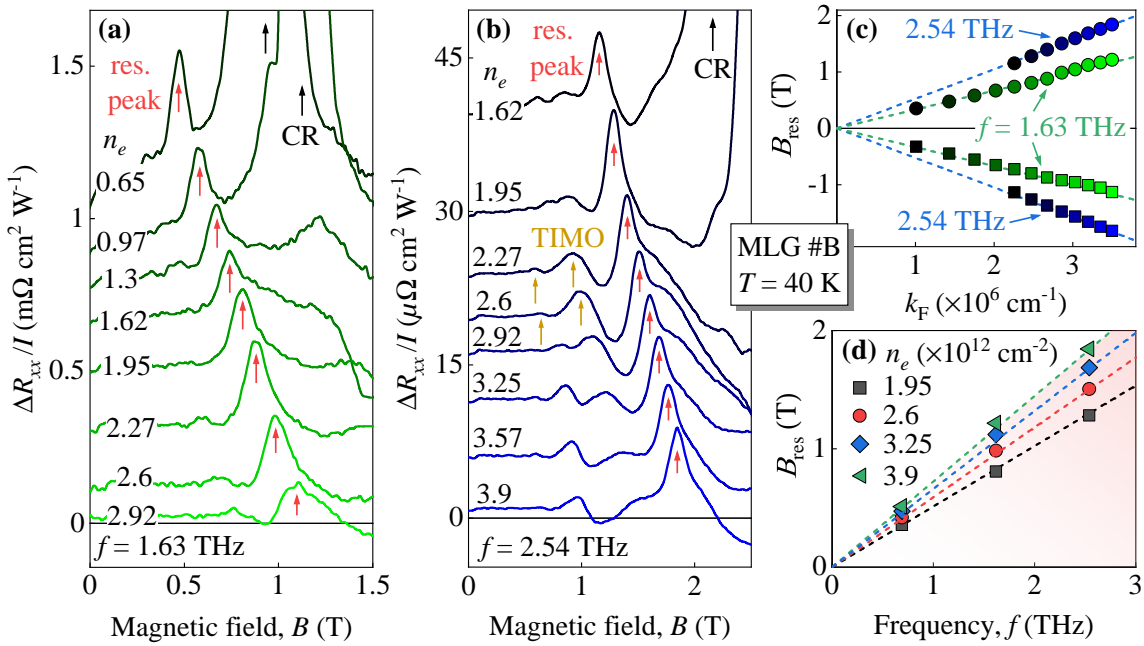 (a)
res.
peak
n_e
CR
0.65
0.97
1.3
1.62
1.95
2.27
2.6
2.92
f = 1.63 THz
1.5
1
0.5
0
ΔR_xx/I (mΩ cm² W⁻¹)
0 0.5 1.0 1.5
Magnetic field, B (T)
(b)
res.
peak
n_e
CR
1.62
1.95
TIMO
2.27
2.6
2.92
3.25
3.57
3.9
f = 2.54 THz
45
30
15
0
ΔR_xx/I (μΩ cm² W⁻¹)
0 1 2
Magnetic field, B (T)
MLG #B
T = 40 K
(c)
2.54 THz
f = 1.63 THz
2.54 THz
2
1
0
-1
B_res (T)
0 1 2 3
k_F (×10⁶ cm⁻¹)
(d)
n_e (×10¹² cm⁻²)
1.95
2.6
3.25
3.9
2
1
0
B_res (T)
0 1 2 3
Frequency, f (THz)